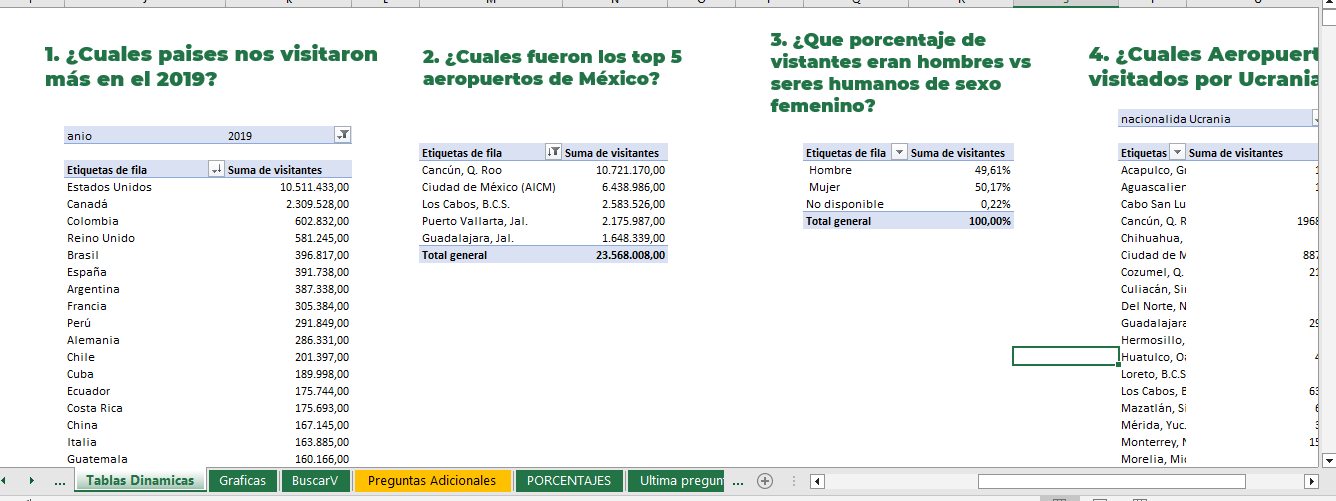 1. ¿Cuales paises nos visitaron
más en el 2019?
anio 2019
Etiquetas de fila Suma de visitantes
Estados Unidos 10.511.433,00
Canadá 2.309.528,00
Colombia 602.832,00
Reino Unido 581.245,00
Brasil 396.817,00
España 391.738,00
Argentina 387.338,00
Francia 305.384,00
Perú 291.849,00
Alemania 286.331,00
Chile 201.397,00
Cuba 189.998,00
Ecuador 175.744,00
Costa Rica 175.693,00
China 167.145,00
Italia 163.885,00
Guatemala 160.166,00
2. ¿Cuales fueron los top 5
aeropuertos de México?
Etiquetas de fila Suma de visitantes
Cancún, Q. Roo 10.721.170,00
Ciudad de México (AICM) 6.438.986,00
Los Cabos, B.C.S. 2.583.526,00
Puerto Vallarta, Jal. 2.175.987,00
Guadalajara, Jal. 1.648.339,00
Total general 23.568.008,00
3. ¿Que porcentaje de
vistantes eran hombres vs
seres humanos de sexo
femenino?
Etiquetas de fila Suma de visitantes
Hombre 49,61%
Mujer 50,17%
No disponible 0,22%
Total general 100,00%
4. ¿Cuales Aeropuert
visitados por Ucrania
nacionalida Ucrania
Etiquetas Suma de visitantes
Acapulco, G
Aguascalien
Cabo San Lu
Cancún, Q. R 1968
Chihuahua,
Ciudad de M 887
Cozumel, Q. 21
Culiacán, Si
Del Norte, N
Guadalajara 29
Hermosillo,
Huatulco, O
Loreto, B.C.S
Los Cabos, B 63
Mazatlán, Si
Mérida, Yuc.
Monterrey, N 15
Morelia, Mi
... Tablas Dinamicas Graficas BuscarV Preguntas Adicionales PORCENTAJES Ultima pregun ...